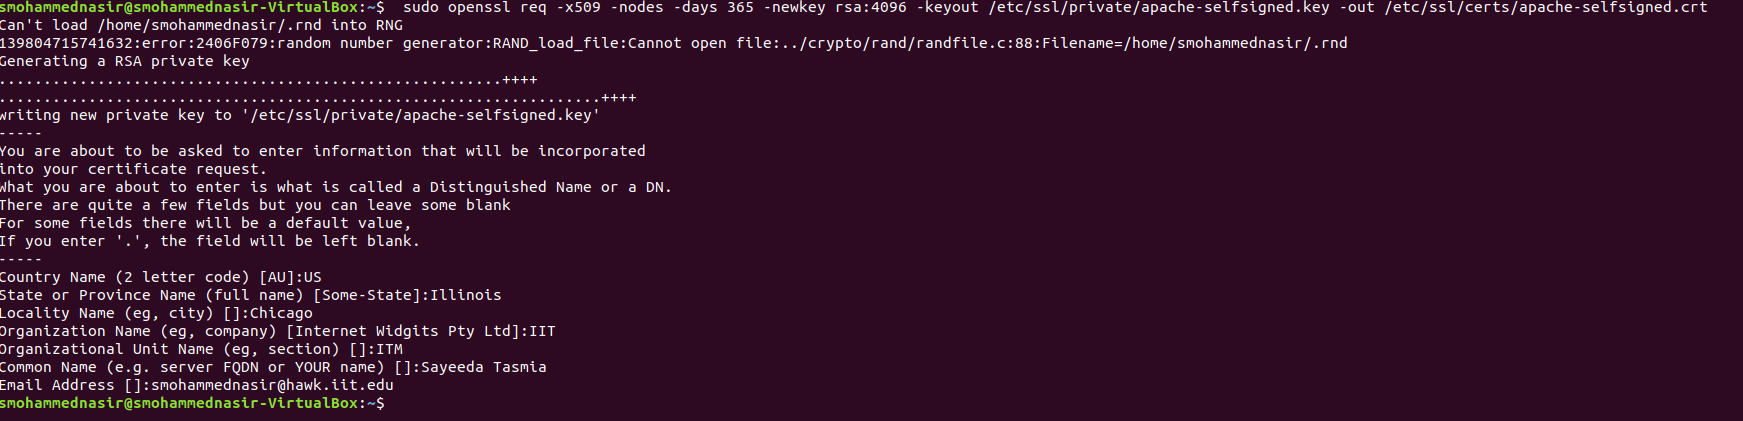 smohammednasir@smohammednasir-VirtualBox:~$  sudo openssl req -x509 -nodes -days 365 -newkey rsa:4096 -keyout /etc/ssl/private/apache-selfsigned.key -out /etc/ssl/certs/apache-selfsigned.crt
Can't load /home/smohammednasir/.rnd into RNG
139804715741632:error:2406F079:random number generator:RAND_load_file:Cannot open file:../crypto/rand/randfile.c:88:Filename=/home/smohammednasir/.rnd
Generating a RSA private key
........................................................++++
...................................................................++++
writing new private key to '/etc/ssl/private/apache-selfsigned.key'
-----
You are about to be asked to enter information that will be incorporated
into your certificate request.
What you are about to enter is what is called a Distinguished Name or a DN.
There are quite a few fields but you can leave some blank
For some fields there will be a default value,
If you enter '.', the field will be left blank.
-----
Country Name (2 letter code) [AU]:US
State or Province Name (full name) [Some-State]:Illinois
Locality Name (eg, city) []:Chicago
Organization Name (eg, company) [Internet Widgits Pty Ltd]:IIT
Organizational Unit Name (eg, section) []:ITM
Common Name (e.g. server FQDN or YOUR name) []:Sayeeda Tasmia
Email Address []:smohammednasir@hawk.iit.edu
smohammednasir@smohammednasir-VirtualBox:~$